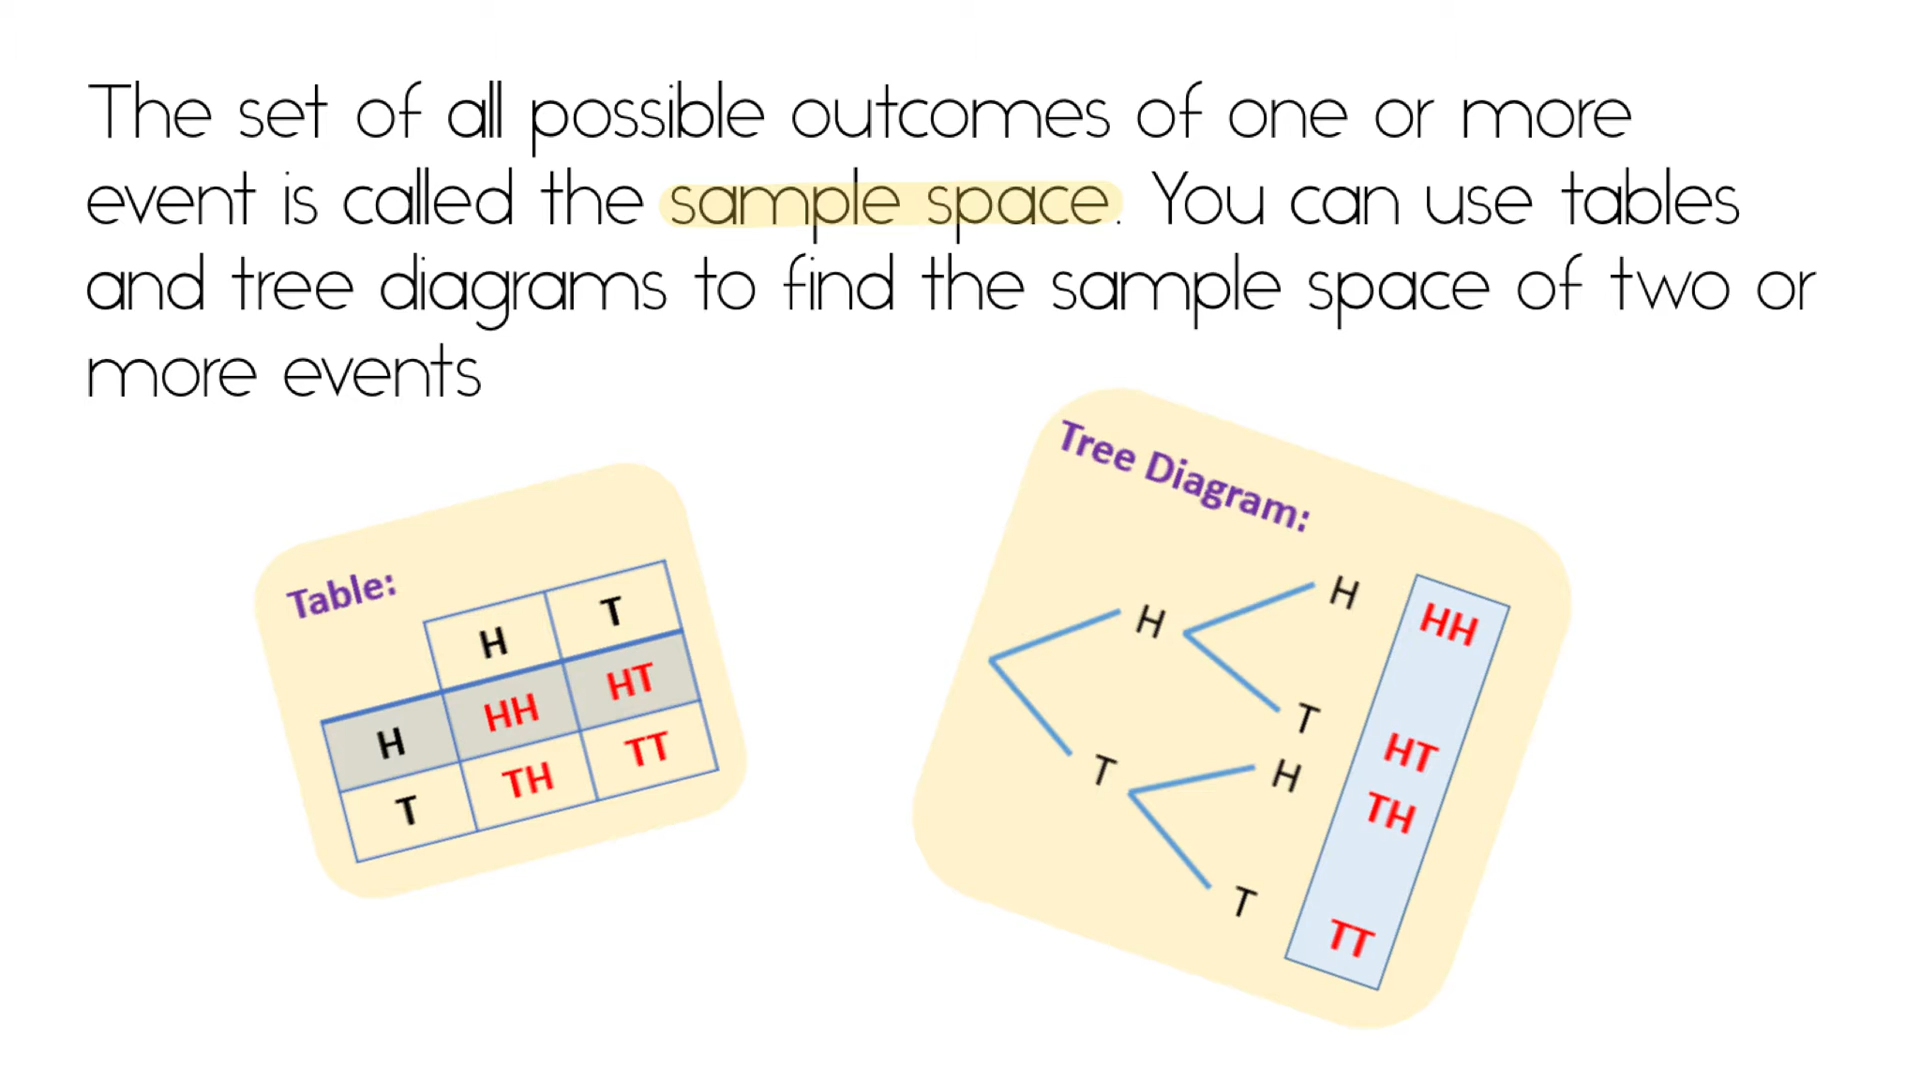 The set of all possible outcomes of one or more
event is called the sample space. You can use tables
and tree diagrams to find the sample space of two or
more events
Table:
H T
H HH HT
T TH TT
Tree Diagram:
H H HH
T HT
T H TH
T TT